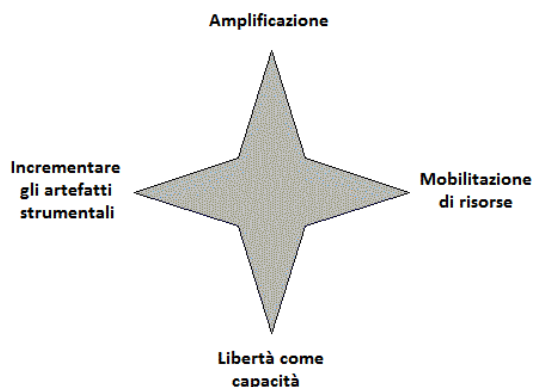 Amplificazione
Incrementare
gli artefatti
strumentali
Mobilitazione
di risorse
Libertà come
capacità